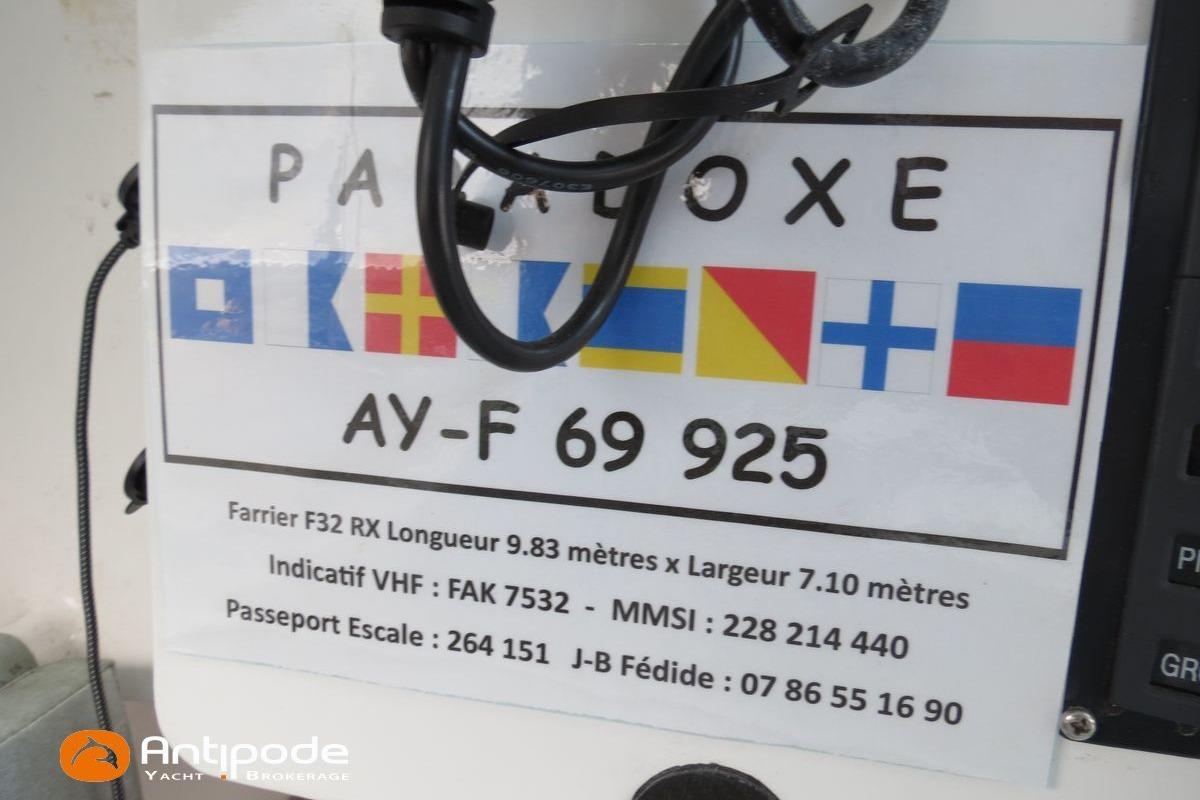 PARADOXE
AY-F 69 925
Farrier F32 RX Longueur 9.83 mètres x Largeur 7.10 mètres
Indicatif VHF : FAK 7532 - MMSI : 228 214 440
Passeport Escale : 264 151 J-B Fédide : 07 86 55 16 90
Antipode
YACHT BROKERAGE